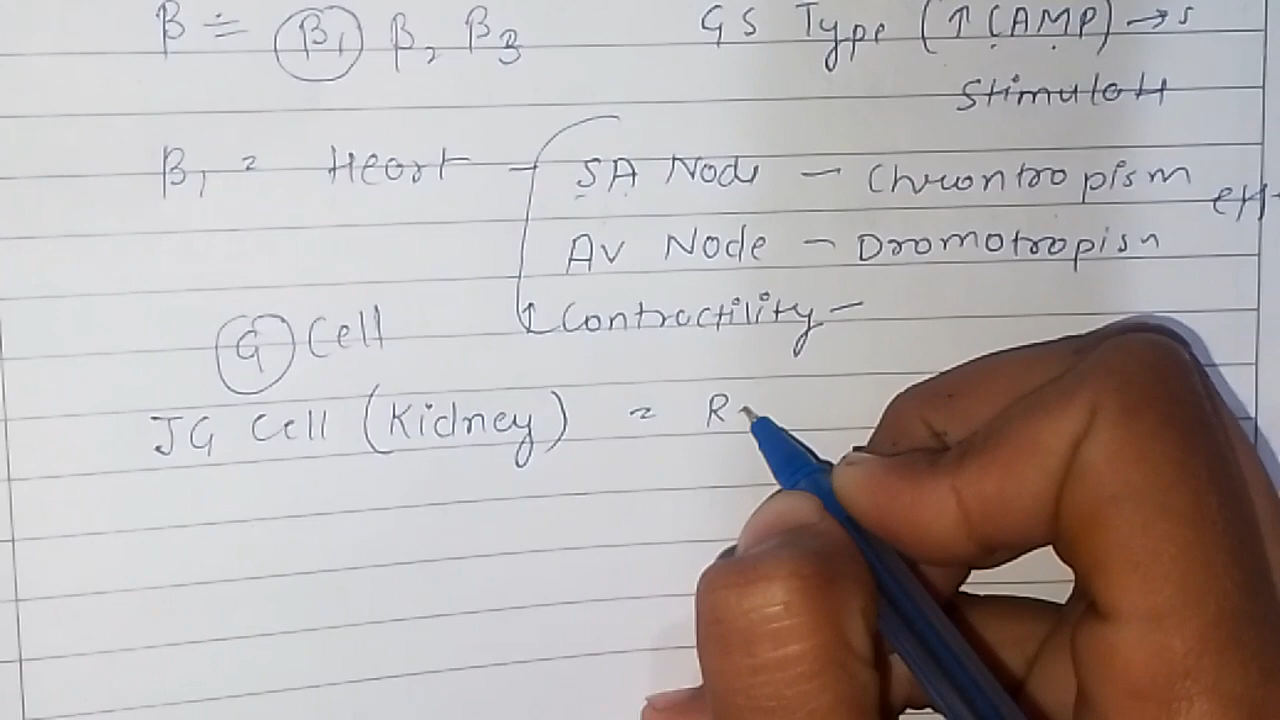 β = β₁ β₂ β₃ GS Type (↑ CAMP) → S
Stimulatt
β₁ = Heart - SA Node - Chrontropism
AV Node - Dromotropism
↑ Contractility -
G Cell
JG Cell (Kidney) = R